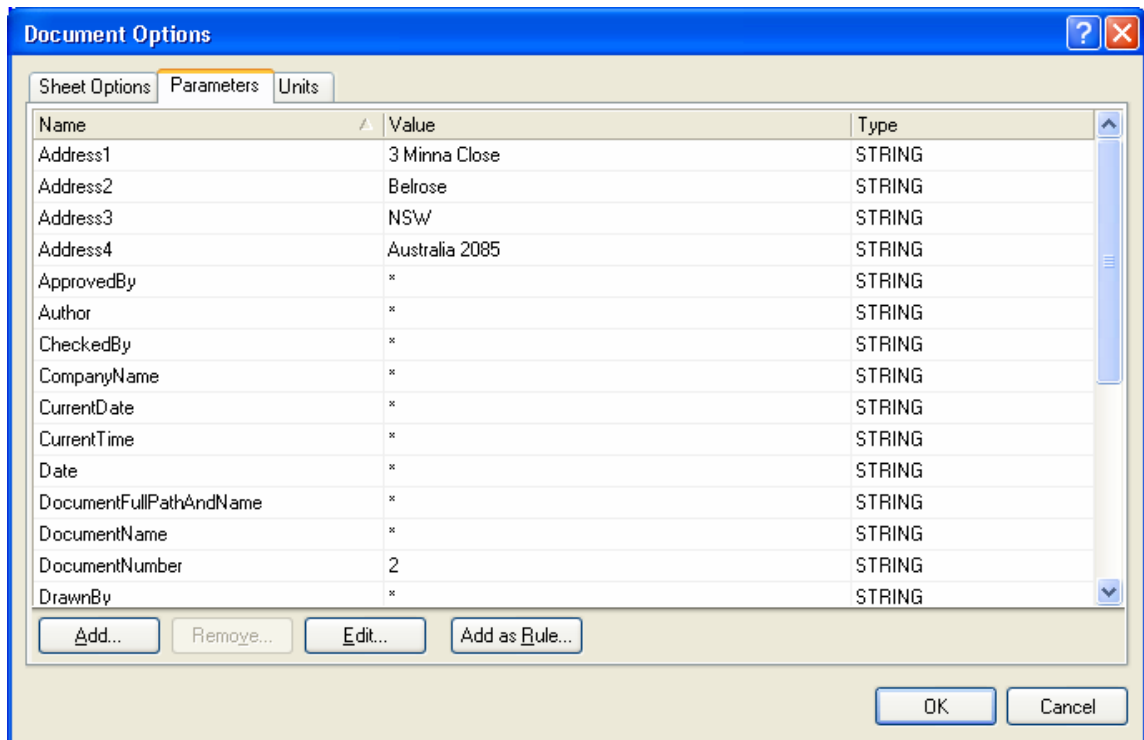 Document Options
Sheet Options Parameters Units
Name Value Type
Address1 3 Minna Close STRING
Address2 Belrose STRING
Address3 NSW STRING
Address4 Australia 2085 STRING
ApprovedBy * STRING
Author * STRING
CheckedBy * STRING
CompanyName * STRING
CurrentDate * STRING
CurrentTime * STRING
Date * STRING
DocumentFullPathAndName * STRING
DocumentName * STRING
DocumentNumber 2 STRING
DrawnBy * STRING
Add... Remove... Edit... Add as Rule...
OK Cancel